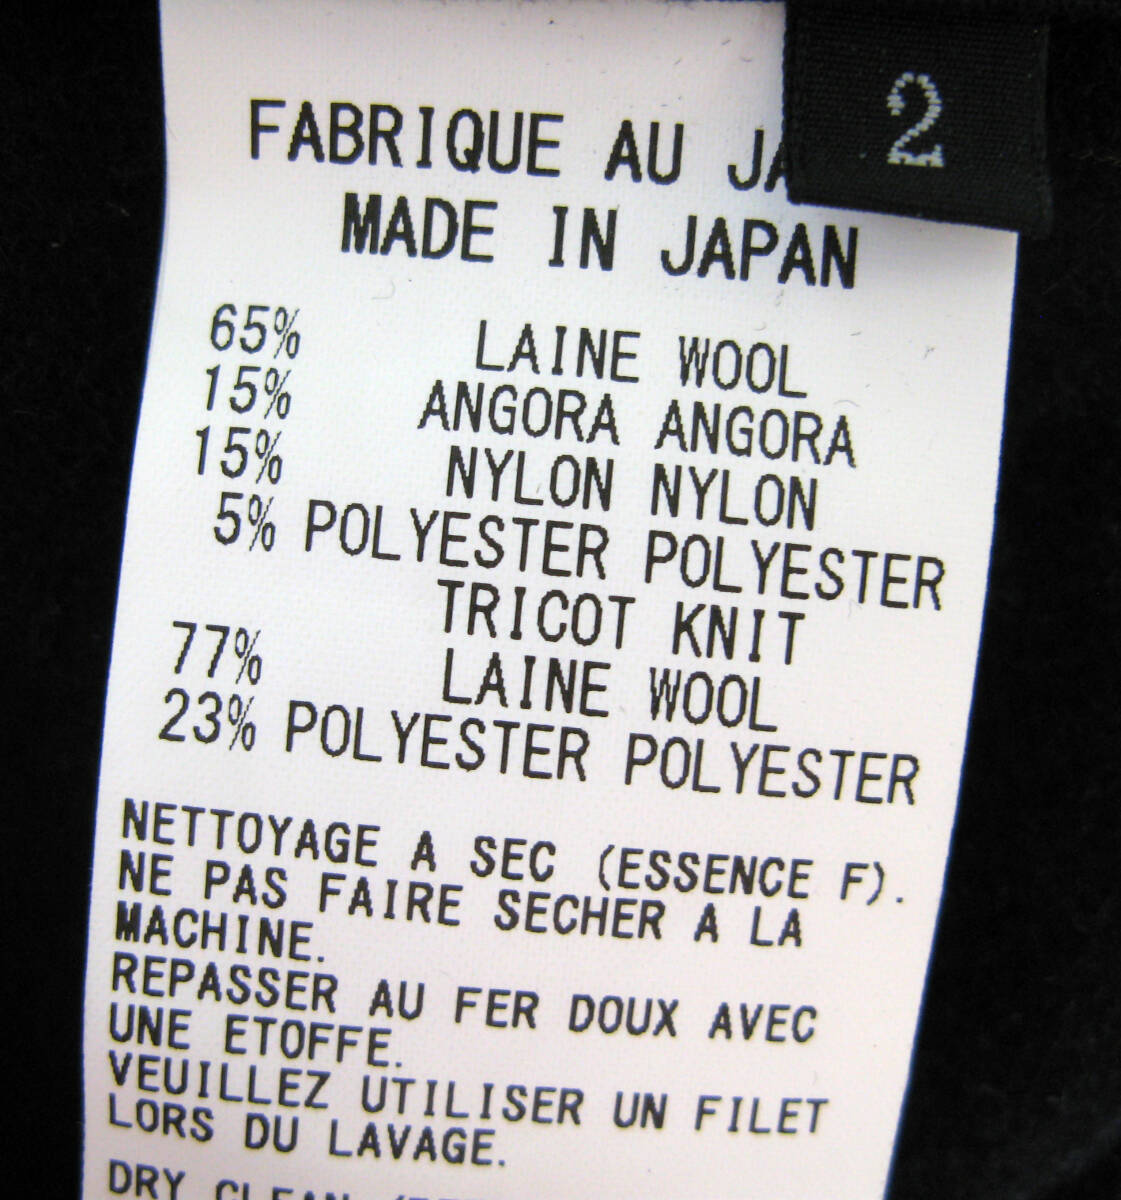 2
FABRIQUE AU
MADE IN JAPAN
65% LAINE WOOL
15% ANGORA ANGORA
15% NYLON NYLON
5% POLYESTER POLYESTER
TRICOT KNIT
77% LAINE WOOL
23% POLYESTER POLYESTER
NETTOYAGE A SEC (ESSENCE F).
NE PAS FAIRE SECHER A LA
MACHINE.
REPASSER AU FER DOUX AVEC
UNE ETOFFE.
VEUILLEZ UTILISER UN FILET
LORS DU LAVAGE.
DRY CLEAN